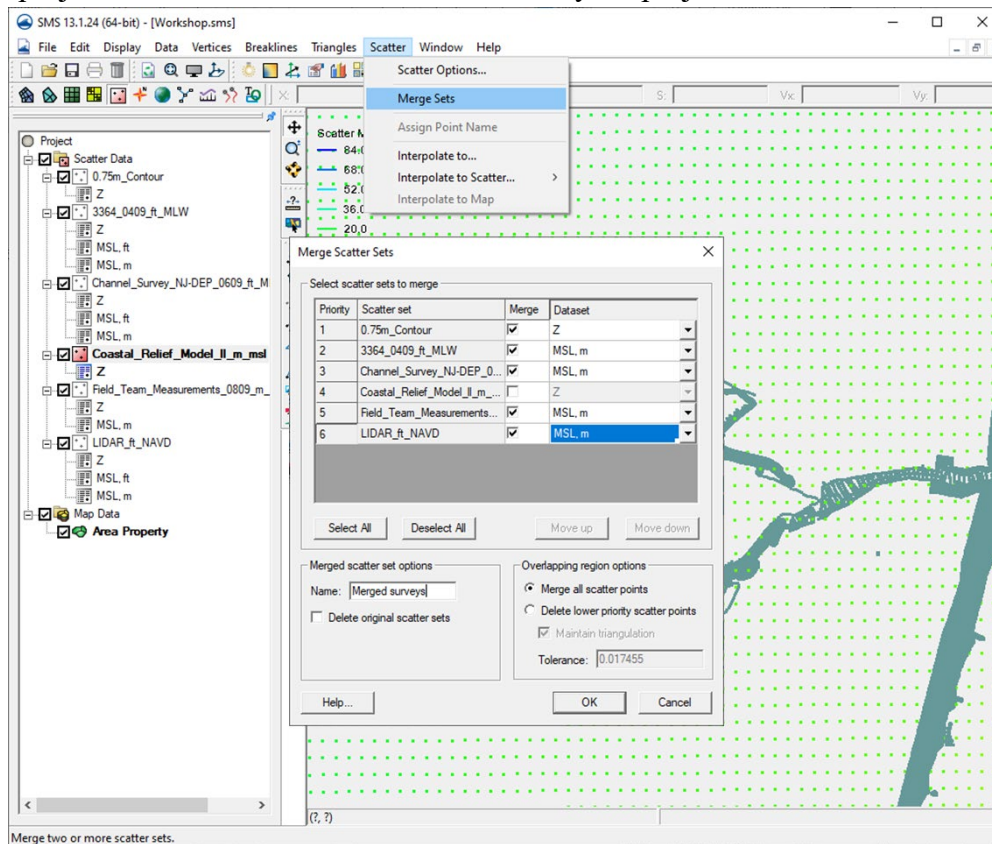 SMS 13.1.24 (64-bit) - [Workshop.sms]
File Edit Display Data Vertices Breaklines Triangles Scatter Window Help
Scatter Options...
Merge Sets
Assign Point Name
Interpolate to...
Interpolate to Scatter...
Interpolate to Map
S:
Vx:
Vy:
Project
Scatter Data
0.75m_Contour
Z
3364_0409_ft_MLW
Z
MSL, ft
MSL, m
Channel_Survey_NJ-DEP_0609_ft_M
Z
MSL, ft
MSL, m
Coastal_Relief_Model_II_m_msl
Z
Field_Team_Measurements_0809_m_
Z
MSL, m
LIDAR_ft_NAVD
Z
MSL, ft
MSL, m
Map Data
Area Property
Scatter M
84.0
68.0
52.0
36.0
20.0
Merge Scatter Sets
Select scatter sets to merge
Priority Scatter set Merge Dataset
1 0.75m_Contour Z
2 3364_0409_ft_MLW MSL, m
3 Channel_Survey_NJ-DEP_0... MSL, m
4 Coastal_Relief_Model_II_m_... Z
5 Field_Team_Measurements... MSL, m
6 LIDAR_ft_NAVD MSL, m
Select All Deselect All Move up Move down
Merged scatter set options
Name: Merged surveys
Delete original scatter sets
Overlapping region options
Merge all scatter points
Delete lower priority scatter points
Maintain triangulation
Tolerance: 0.017455
Help... OK Cancel
(?, ?)
Merge two or more scatter sets.